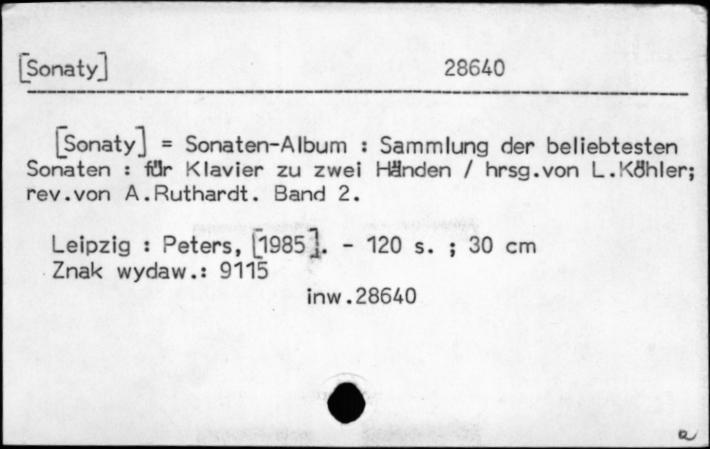 [Sonaty] 28640
[Sonaty] = Sonaten-Album : Sammlung der beliebtesten
Sonaten : für Klavier zu zwei Händen / hrsg.von L.Köhler;
rev.von A.Ruthardt. Band 2.
Leipzig : Peters, [1985]. - 120 s. ; 30 cm
Znak wydaw.: 9115
inw.28640